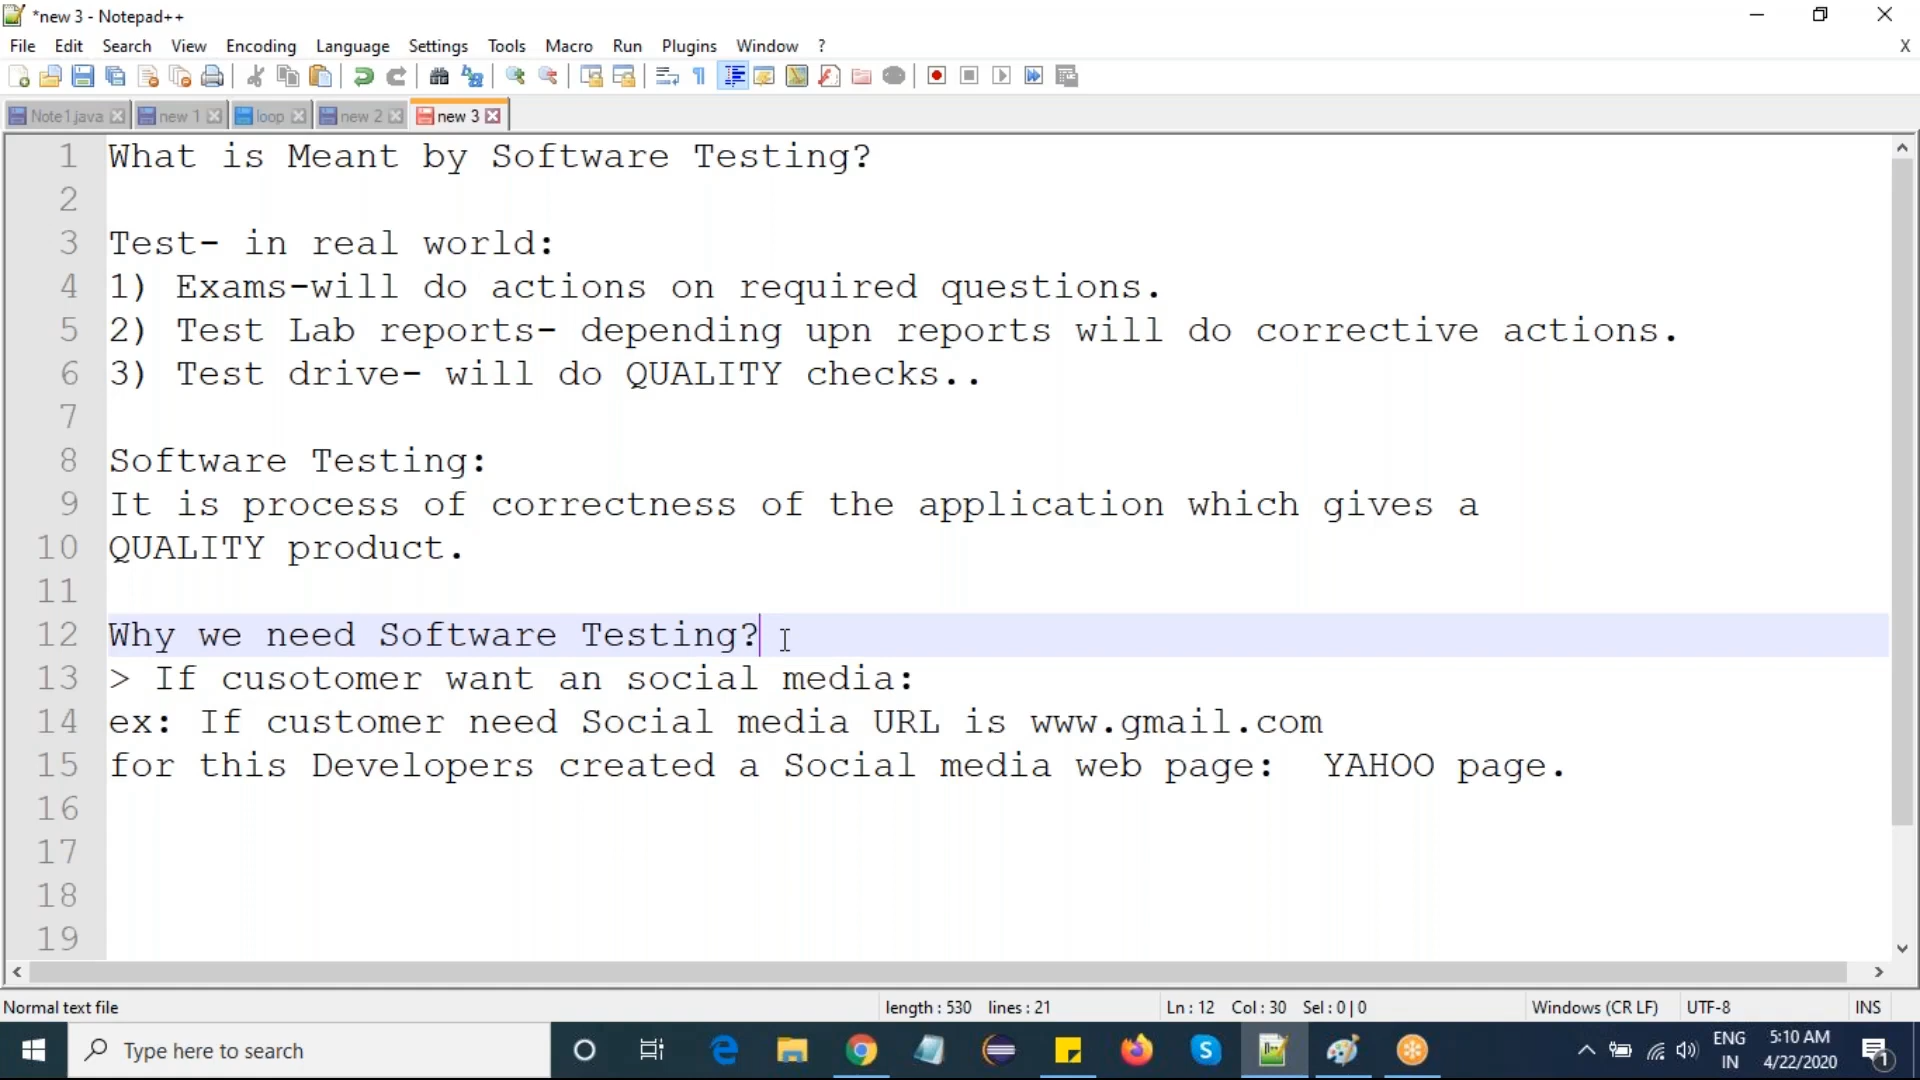 *new 3 - Notepad++
File Edit Search View Encoding Language Settings Tools Macro Run Plugins Window ? X
Note1.java new 1 loop new 2 new 3
1 What is Meant by Software Testing?
2
3 Test- in real world:
4 1) Exams-will do actions on required questions.
5 2) Test Lab reports- depending upn reports will do corrective actions.
6 3) Test drive- will do QUALITY checks..
7
8 Software Testing:
9 It is process of correctness of the application which gives a
10 QUALITY product.
11
12 Why we need Software Testing?
13 > If cusotomer want an social media:
14 ex: If customer need Social media URL is www.gmail.com
15 for this Developers created a Social media web page:  YAHOO page.
16
17
18
19
Normal text file length : 530 lines : 21 Ln : 12 Col : 30 Sel : 0 | 0 Windows (CR LF) UTF-8 INS
Type here to search
ENG 5:10 AM
IN 4/22/2020 1